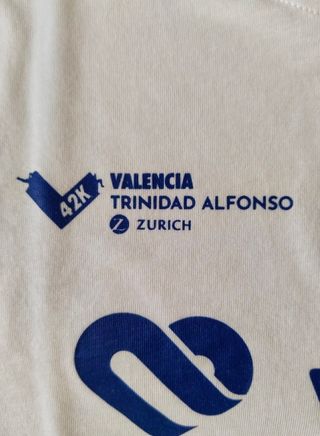 42K
VALENCIA
TRINIDAD ALFONSO
Z ZURICH